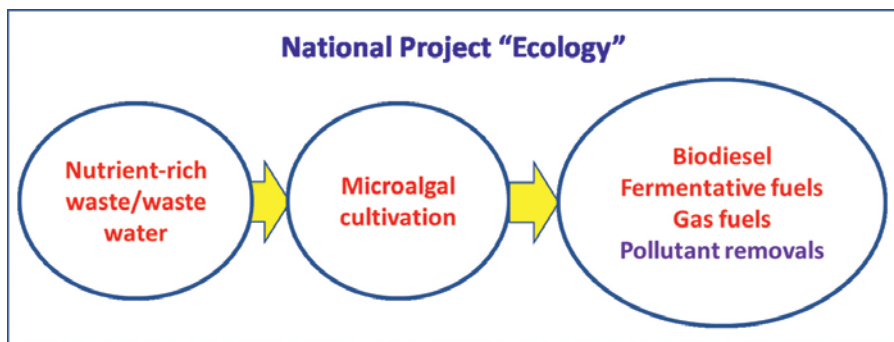 National Project “Ecology”
Nutrient-rich
waste/waste
water
Microalgal
cultivation
Biodiesel
Fermentative fuels
Gas fuels
Pollutant removals